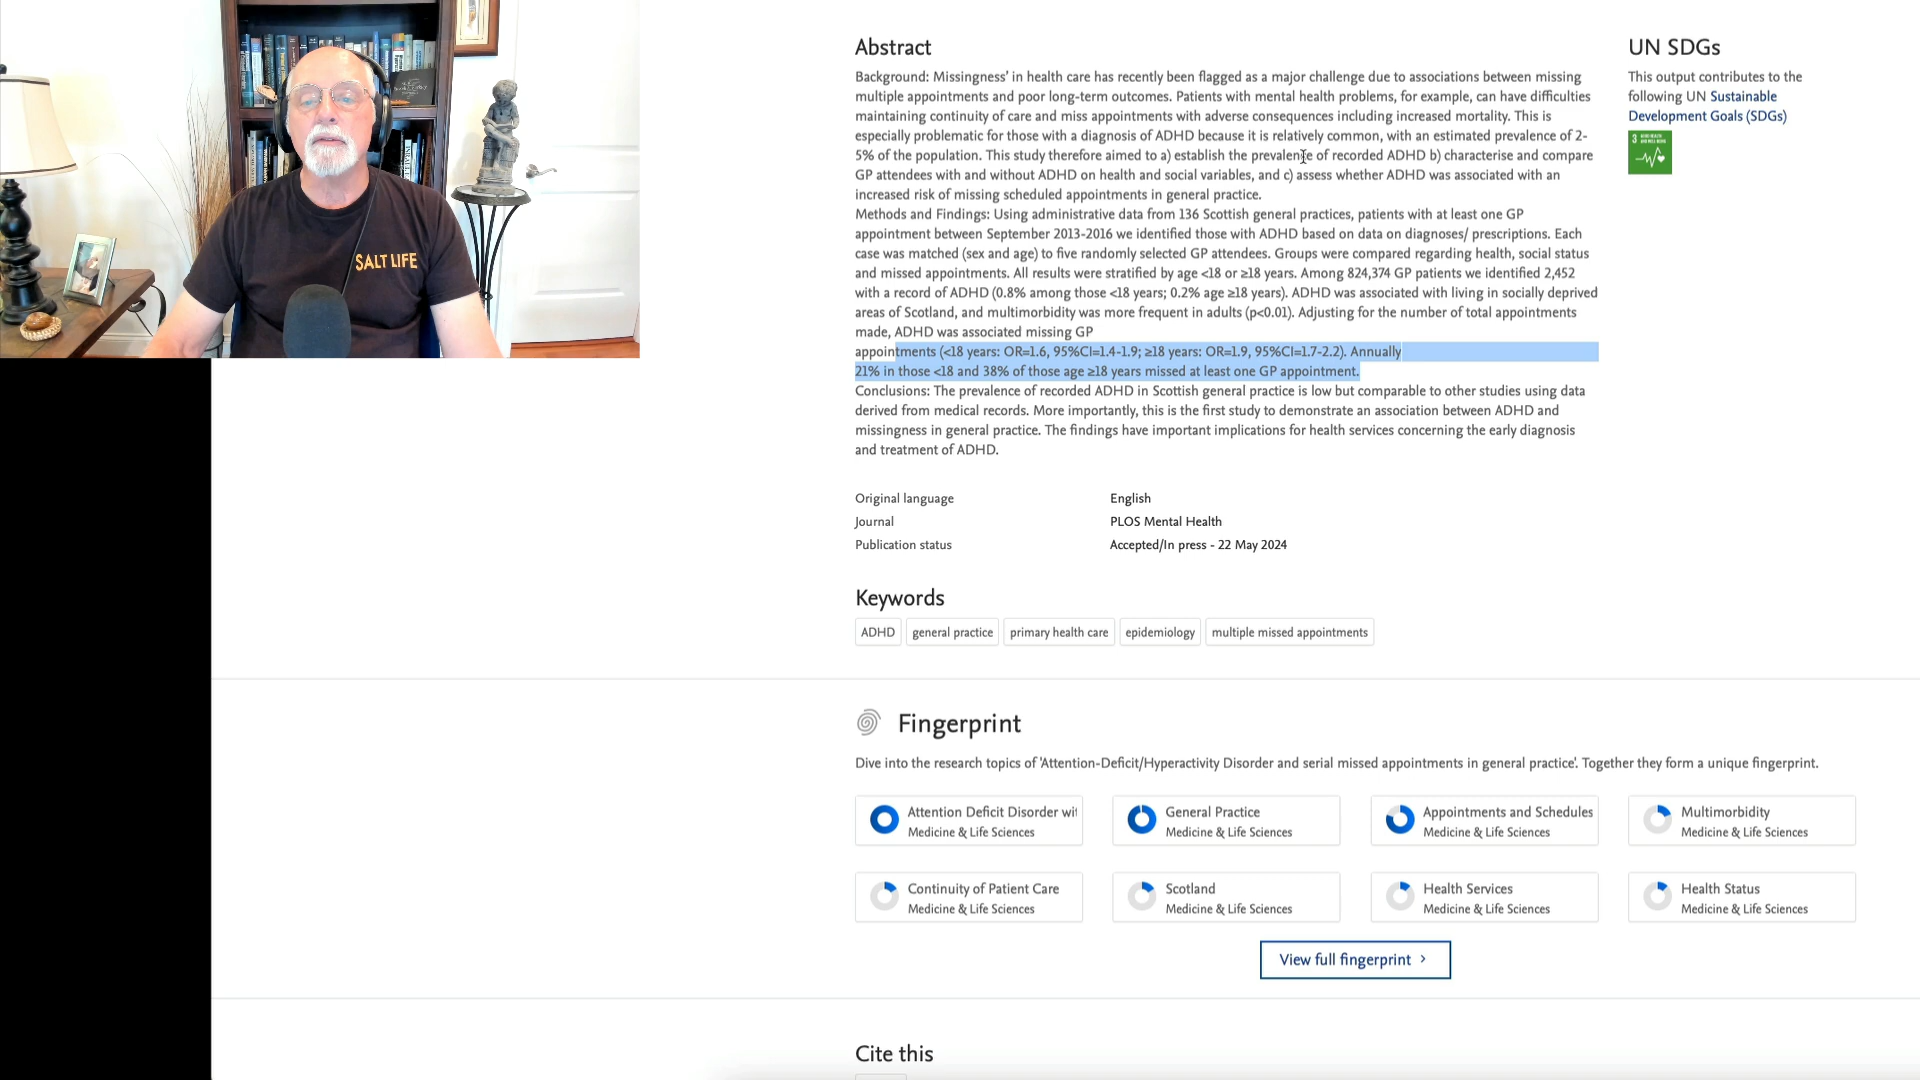 SALT LIFE
Abstract
Background: Missingness' in health care has recently been flagged as a major challenge due to associations between missing
multiple appointments and poor long-term outcomes. Patients with mental health problems, for example, can have difficulties
maintaining continuity of care and miss appointments with adverse consequences including increased mortality. This is
especially problematic for those with a diagnosis of ADHD because it is relatively common, with an estimated prevalence of 2-
5% of the population. This study therefore aimed to a) establish the prevalence of recorded ADHD b) characterise and compare
GP attendees with and without ADHD on health and social variables, and c) assess whether ADHD was associated with an
increased risk of missing scheduled appointments in general practice.
Methods and Findings: Using administrative data from 136 Scottish general practices, patients with at least one GP
appointment between September 2013-2016 we identified those with ADHD based on data on diagnoses/ prescriptions. Each
case was matched (sex and age) to five randomly selected GP attendees. Groups were compared regarding health, social status
and missed appointments. All results were stratified by age <18 or ≥18 years. Among 824,374 GP patients we identified 2,452
with a record of ADHD (0.8% among those <18 years; 0.2% age ≥18 years). ADHD was associated with living in socially deprived
areas of Scotland, and multimorbidity was more frequent in adults (p<0.01). Adjusting for the number of total appointments
made, ADHD was associated missing GP
appointments (<18 years: OR=1.6, 95%CI=1.4-1.9; ≥18 years: OR=1.9, 95%CI=1.7-2.2). Annually
21% in those <18 and 38% of those age ≥18 years missed at least one GP appointment.
Conclusions: The prevalence of recorded ADHD in Scottish general practice is low but comparable to other studies using data
derived from medical records. More importantly, this is the first study to demonstrate an association between ADHD and
missingness in general practice. The findings have important implications for health services concerning the early diagnosis
and treatment of ADHD.
UN SDGs
This output contributes to the
following UN Sustainable
Development Goals (SDGs)
3
Original language English
Journal PLOS Mental Health
Publication status Accepted/In press - 22 May 2024
Keywords
ADHD general practice primary health care epidemiology multiple missed appointments
Fingerprint
Dive into the research topics of 'Attention-Deficit/Hyperactivity Disorder and serial missed appointments in general practice'. Together they form a unique fingerprint.
Attention Deficit Disorder wit
Medicine & Life Sciences
General Practice
Medicine & Life Sciences
Appointments and Schedules
Medicine & Life Sciences
Multimorbidity
Medicine & Life Sciences
Continuity of Patient Care
Medicine & Life Sciences
Scotland
Medicine & Life Sciences
Health Services
Medicine & Life Sciences
Health Status
Medicine & Life Sciences
View full fingerprint ›
Cite this